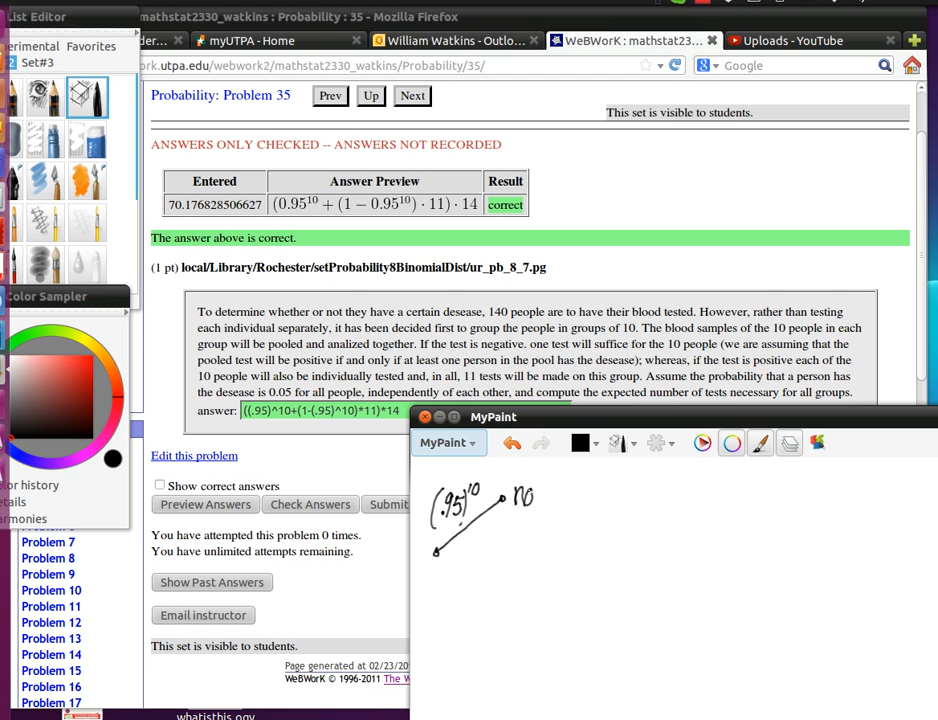 List Editor
mathstat2330_watkins : Probability : 35 - Mozilla Firefox
erimental Favorites
Set#3
der...
myUTPA - Home
William Watkins - Outlo...
WeBWorK : mathstat23...
Uploads - YouTube
rk.utpa.edu/webwork2/mathstat2330_watkins/Probability/35/
Google
Probability: Problem 35
Prev
Up
Next
This set is visible to students.
ANSWERS ONLY CHECKED -- ANSWERS NOT RECORDED
Entered Answer Preview Result
70.176828506627 (0.95^10 + (1 − 0.95^10) · 11) · 14 correct
The answer above is correct.
(1 pt) local/Library/Rochester/setProbability8BinomialDist/ur_pb_8_7.pg
Color Sampler
To determine whether or not they have a certain desease, 140 people are to have their blood tested. However, rather than testing
each individual separately, it has been decided first to group the people in groups of 10. The blood samples of the 10 people in each
group will be pooled and analized together. If the test is negative. one test will suffice for the 10 people (we are assuming that the
pooled test will be positive if and only if at least one person in the pool has the desease); whereas, if the test is positive each of the
10 people will also be individually tested and, in all, 11 tests will be made on this group. Assume the probability that a person has
the desease is 0.05 for all people, independently of each other, and compute the expected number of tests necessary for all groups.
answer: ((.95)^10+(1-(.95)^10)*11)*14
MyPaint
MyPaint
Edit this problem
Show correct answers
Preview Answers
Check Answers
Submit
You have attempted this problem 0 times.
You have unlimited attempts remaining.
Show Past Answers
Email instructor
This set is visible to students.
Page generated at 02/23/20
WeBWorK © 1996-2011 The W
lor history
etails
armonies
Problem 7
Problem 8
Problem 9
Problem 10
Problem 11
Problem 12
Problem 13
Problem 14
Problem 15
Problem 16
Problem 17
(.95)^10 no
whatisthis.ogv